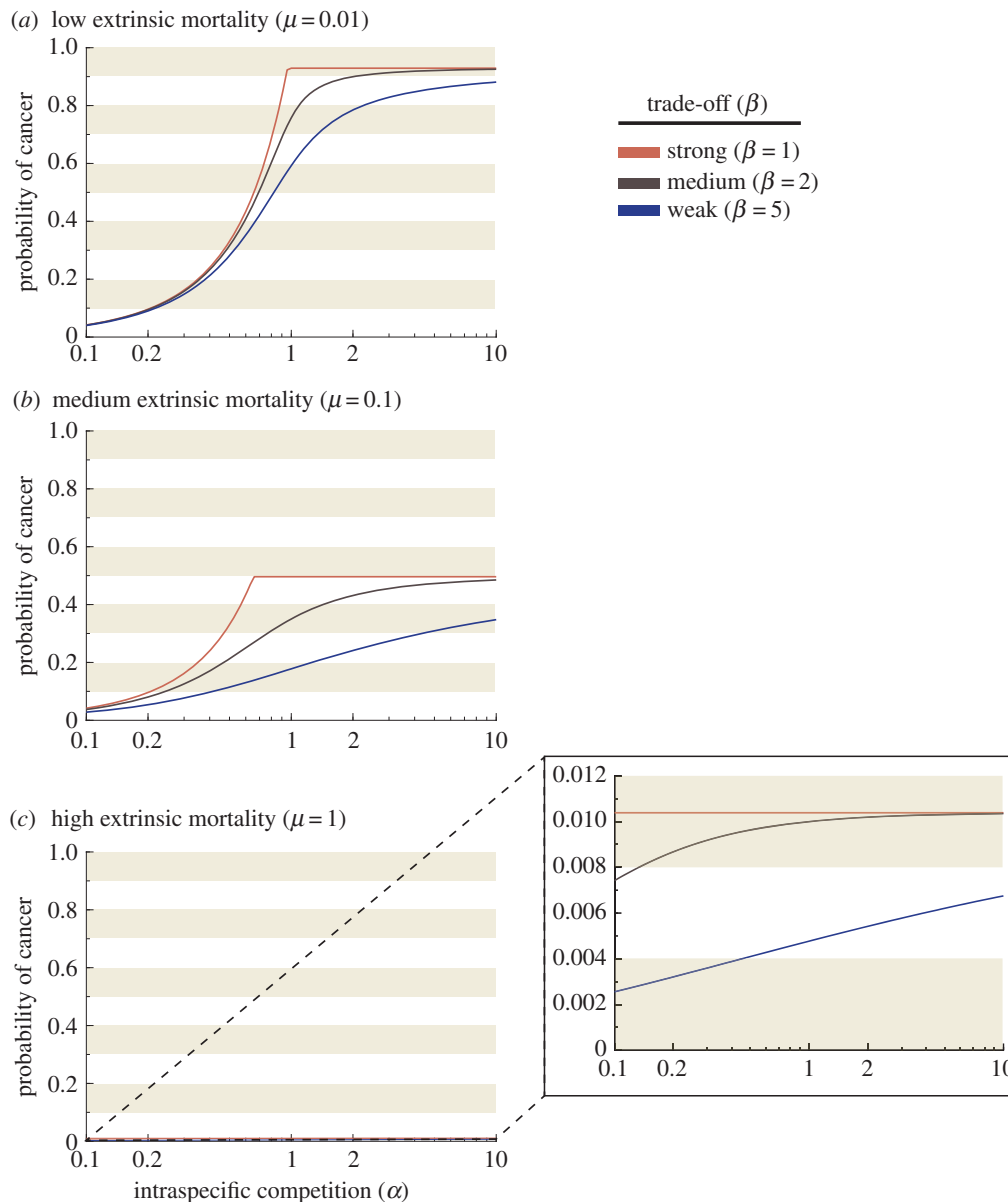 (a) low extrinsic mortality (μ = 0.01)
1.0
0.8
0.6
0.4
0.2
0
probability of cancer
0.1 0.2 1 2 10
trade-off (β)
strong (β = 1)
medium (β = 2)
weak (β = 5)
(b) medium extrinsic mortality (μ = 0.1)
1.0
0.8
0.6
0.4
0.2
0
probability of cancer
0.1 0.2 1 2 10
(c) high extrinsic mortality (μ = 1)
1.0
0.8
0.6
0.4
0.2
0
probability of cancer
0.1 0.2 1 2 10
intraspecific competition (α)
0.012
0.010
0.008
0.006
0.004
0.002
0
0.1 0.2 1 2 10